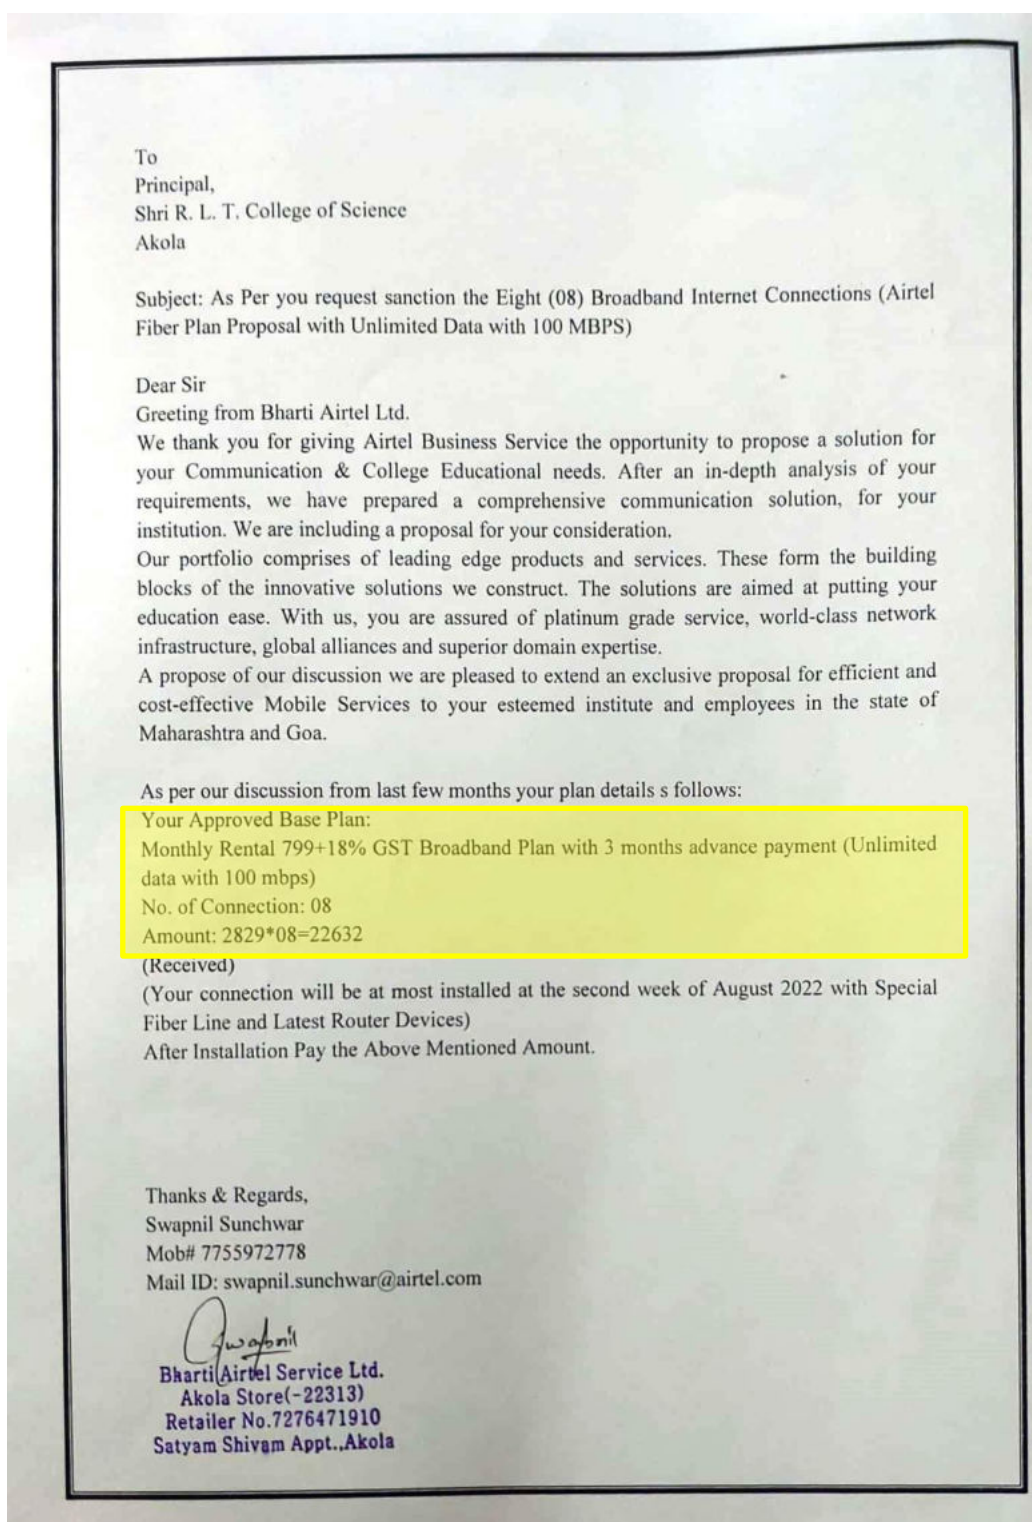 To
Principal,
Shri R. L. T. College of Science
Akola
Subject: As Per you request sanction the Eight (08) Broadband Internet Connections (Airtel
Fiber Plan Proposal with Unlimited Data with 100 MBPS)
Dear Sir
Greeting from Bharti Airtel Ltd.
We thank you for giving Airtel Business Service the opportunity to propose a solution for
your Communication & College Educational needs. After an in-depth analysis of your
requirements, we have prepared a comprehensive communication solution, for your
institution. We are including a proposal for your consideration.
Our portfolio comprises of leading edge products and services. These form the building
blocks of the innovative solutions we construct. The solutions are aimed at putting your
education ease. With us, you are assured of platinum grade service, world-class network
infrastructure, global alliances and superior domain expertise.
A propose of our discussion we are pleased to extend an exclusive proposal for efficient and
cost-effective Mobile Services to your esteemed institute and employees in the state of
Maharashtra and Goa.
As per our discussion from last few months your plan details s follows:
Your Approved Base Plan:
Monthly Rental 799+18% GST Broadband Plan with 3 months advance payment (Unlimited
data with 100 mbps)
No. of Connection: 08
Amount: 2829*08=22632
(Received)
(Your connection will be at most installed at the second week of August 2022 with Special
Fiber Line and Latest Router Devices)
After Installation Pay the Above Mentioned Amount.
Thanks & Regards,
Swapnil Sunchwar
Mob# 7755972778
Mail ID: swapnil.sunchwar@airtel.com
Swapnil
Bharti Airtel Service Ltd.
Akola Store(-22313)
Retailer No.7276471910
Satyam Shivam Appt.,Akola